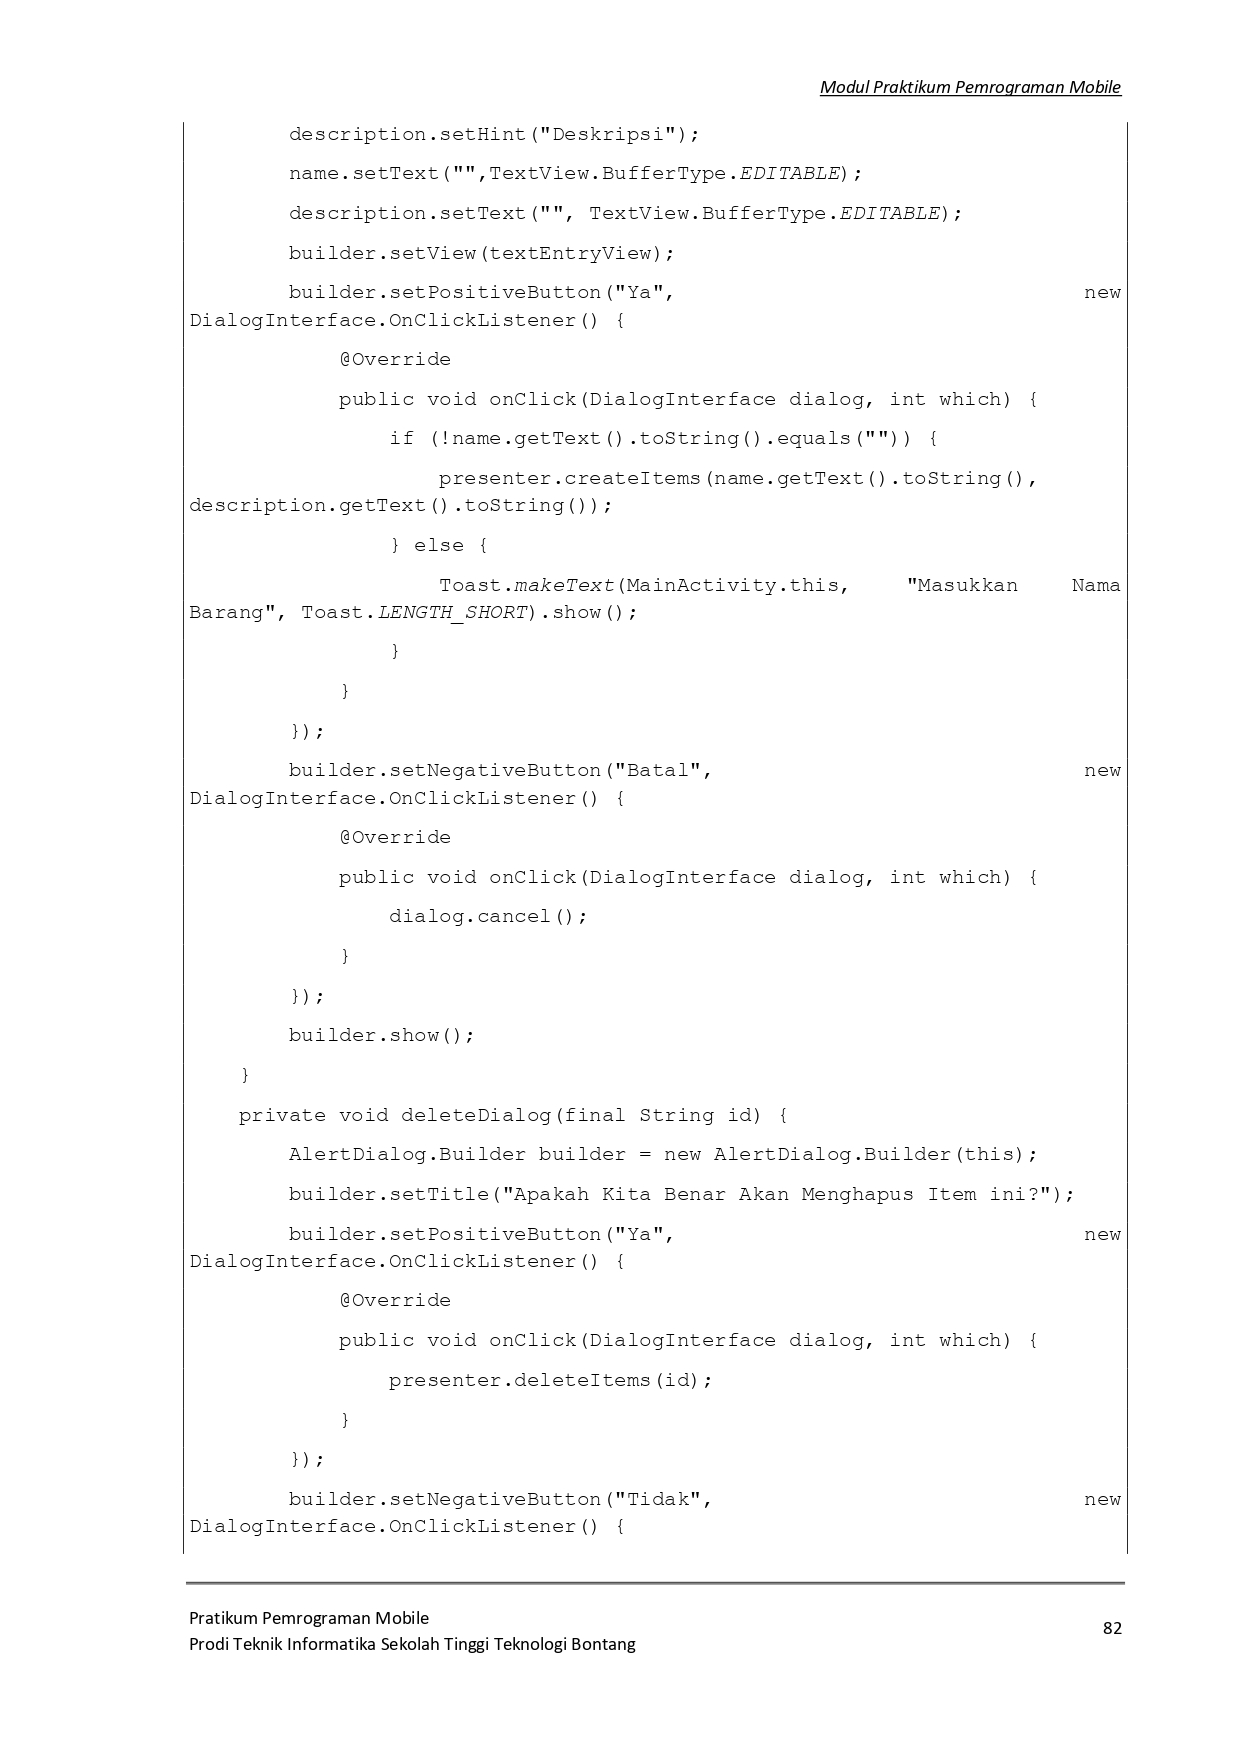 Modul Praktikum Pemrograman Mobile
        description.setHint("Deskripsi");
        name.setText("",TextView.BufferType.EDITABLE);
        description.setText("", TextView.BufferType.EDITABLE);
        builder.setView(textEntryView);
        builder.setPositiveButton("Ya", new
DialogInterface.OnClickListener() {
            @Override
            public void onClick(DialogInterface dialog, int which) {
                if (!name.getText().toString().equals("")) {
                    presenter.createItems(name.getText().toString(),
description.getText().toString());
                } else {
                    Toast.makeText(MainActivity.this, "Masukkan Nama
Barang", Toast.LENGTH_SHORT).show();
                }
            }
        });
        builder.setNegativeButton("Batal", new
DialogInterface.OnClickListener() {
            @Override
            public void onClick(DialogInterface dialog, int which) {
                dialog.cancel();
            }
        });
        builder.show();
    }
    private void deleteDialog(final String id) {
        AlertDialog.Builder builder = new AlertDialog.Builder(this);
        builder.setTitle("Apakah Kita Benar Akan Menghapus Item ini?");
        builder.setPositiveButton("Ya", new
DialogInterface.OnClickListener() {
            @Override
            public void onClick(DialogInterface dialog, int which) {
                presenter.deleteItems(id);
            }
        });
        builder.setNegativeButton("Tidak", new
DialogInterface.OnClickListener() {
Pratikum Pemrograman Mobile
Prodi Teknik Informatika Sekolah Tinggi Teknologi Bontang
82